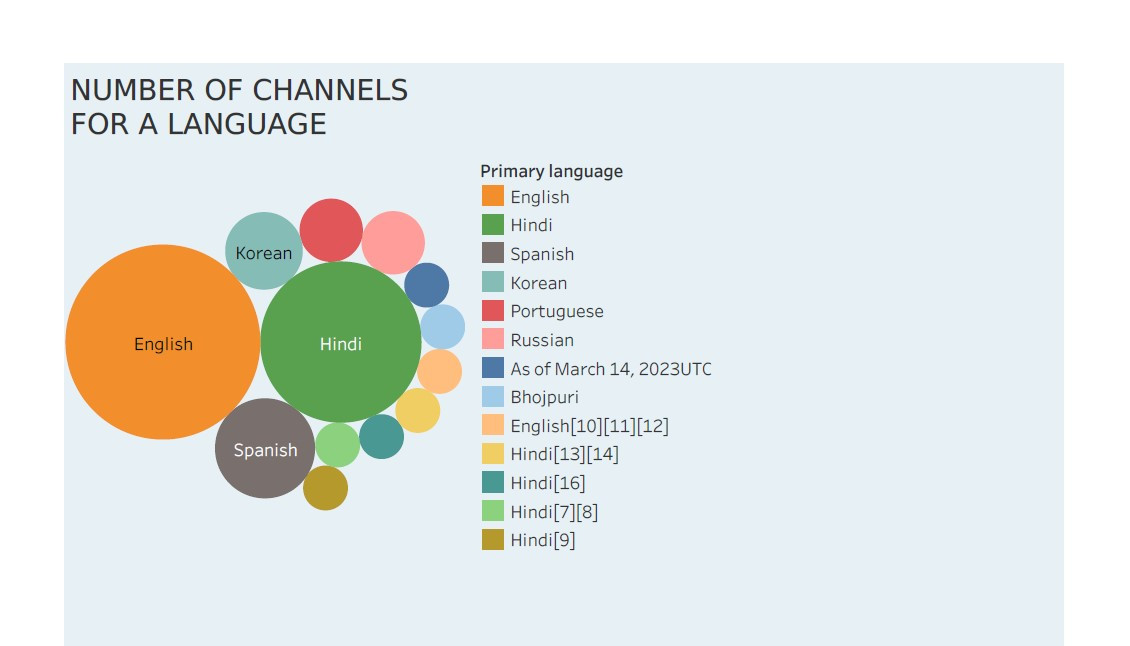 NUMBER OF CHANNELS
FOR A LANGUAGE
Primary language
English
Hindi
Spanish
Korean
Portuguese
Russian
As of March 14, 2023UTC
Bhojpuri
English[10][11][12]
Hindi[13][14]
Hindi[16]
Hindi[7][8]
Hindi[9]
Korean
English
Hindi
Spanish